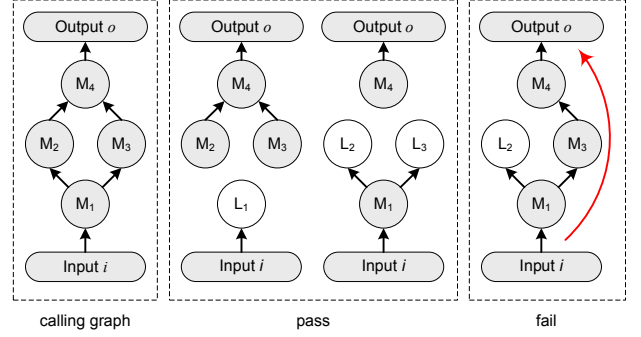 Output o
Output o
Output o
Output o
M4
M4
M4
M4
M2
M3
M2
M3
L2
L3
L2
M3
M1
L1
M1
M1
Input i
Input i
Input i
Input i
calling graph
pass
fail